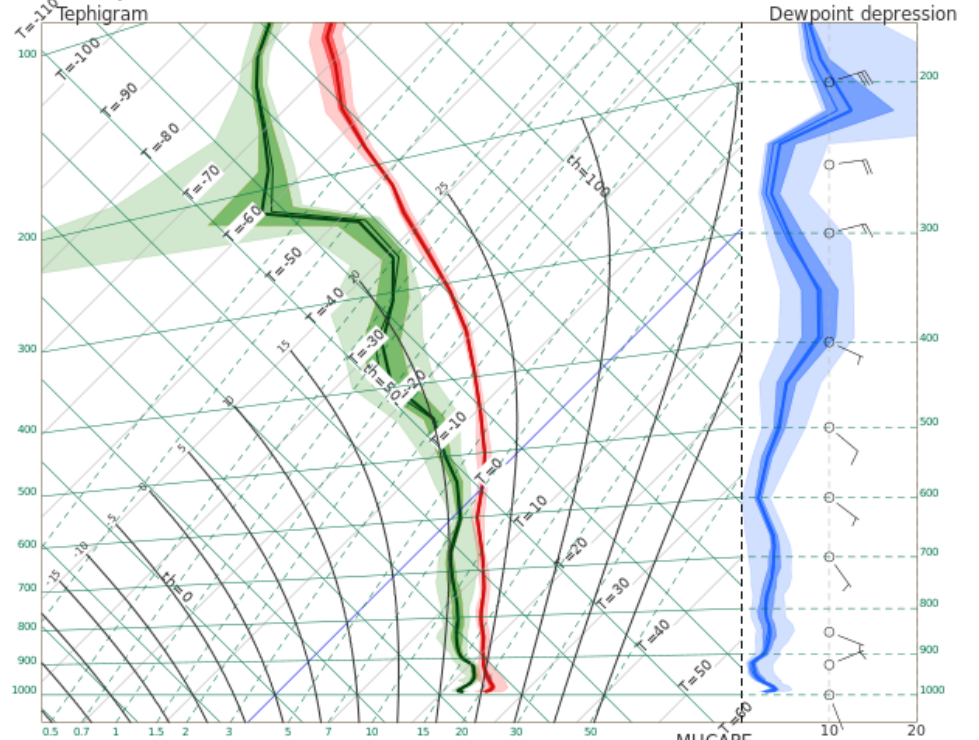 Tephigram Dewpoint depression
T=-110
T=-100
100
T=-90
200
T=-80
th=100
T=-70
25
T=-60
200
300
T=-50
20
T=-40
T=-30
400
300
15
th=50
-20
10
T=-10
400
500
5
T=0
500
0
600
T=10
-5
600
-10
T=20
700
th=0
-15
700
T=30
800
800
T=40
900
900
T=50
1000
1000
T=60
0.5 0.7 1 1.5 2 3 5 7 10 15 20 30 50 10 20
MUCAPE